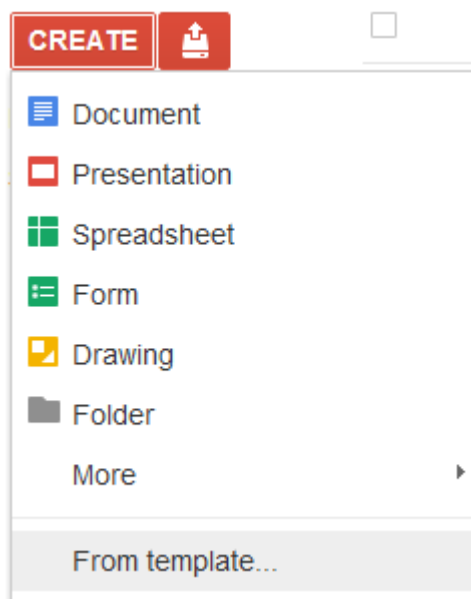 CREATE
Document
Presentation
Spreadsheet
Form
Drawing
Folder
More
From template...